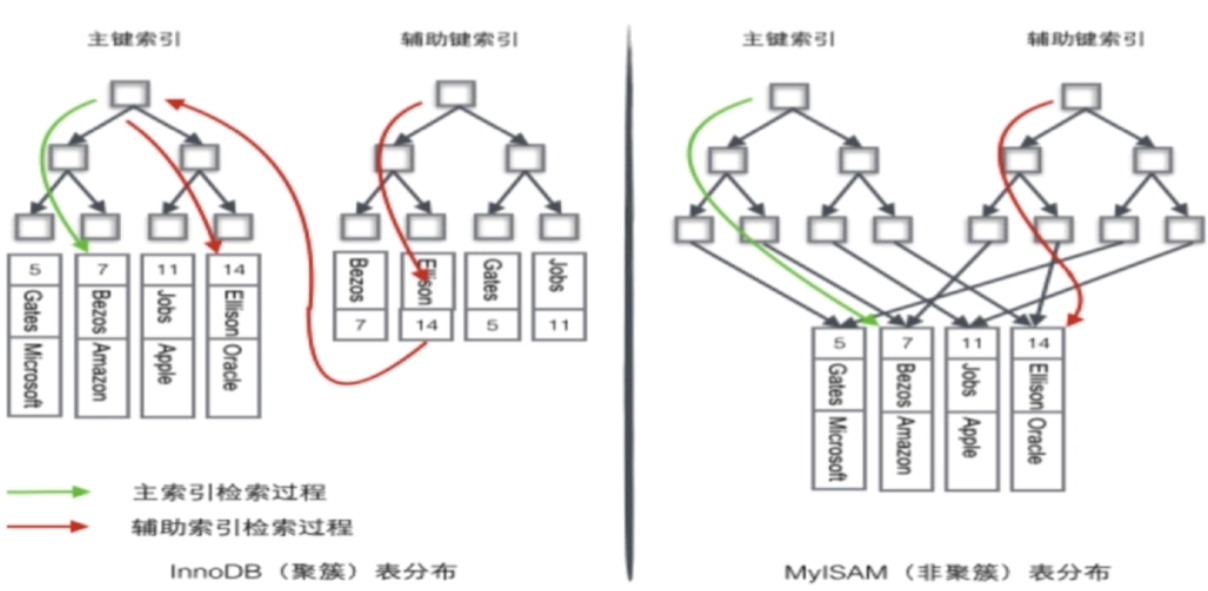 主键索引
辅助键索引
5
Gates
Microsoft
7
Bezos
Amazon
11
Jobs
Apple
14
Ellison
Oracle
Bezos
7
Ellison
14
Gates
5
Jobs
11
主索引检索过程
辅助索引检索过程
InnoDB（聚簇）表分布
主键索引
辅助键索引
5
Gates
Microsoft
7
Bezos
Amazon
11
Jobs
Apple
14
Ellison
Oracle
MyISAM（非聚簇）表分布